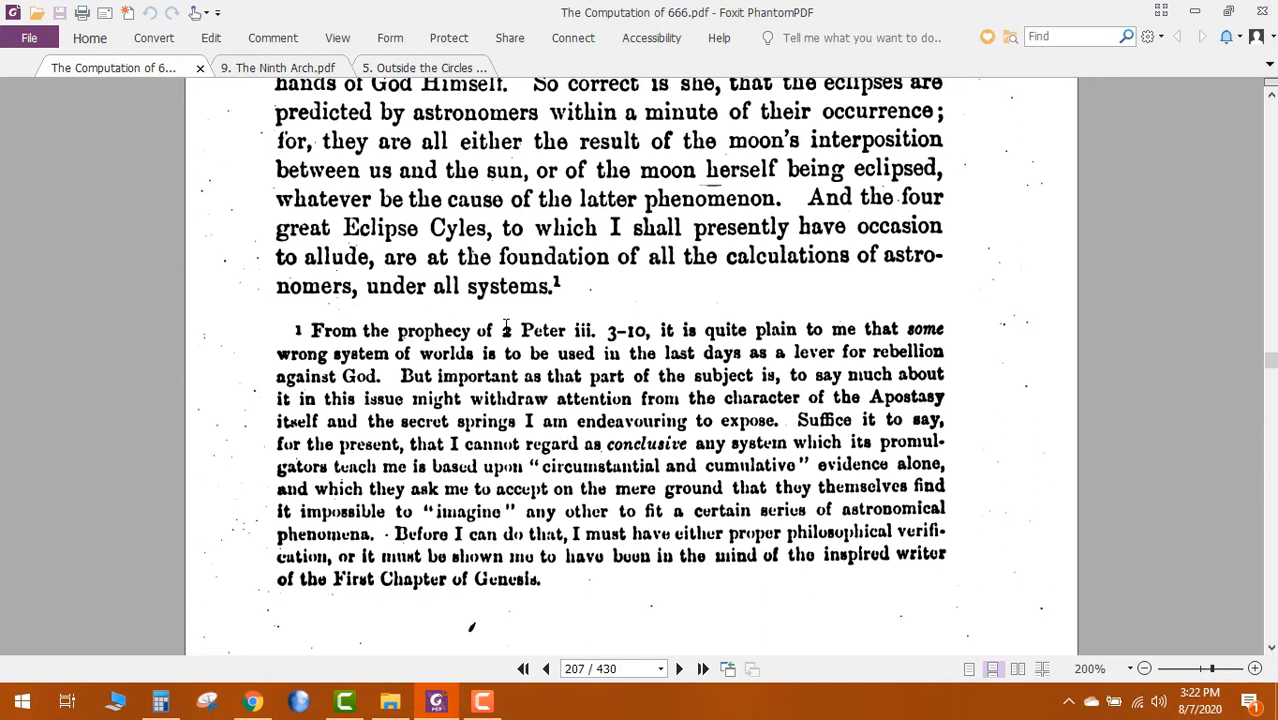 The Computation of 666.pdf - Foxit PhantomPDF
File Home Convert Edit Comment View Form Protect Share Connect Accessibility Help Tell me what you want to do.. Find
The Computation of 6... 9. The Ninth Arch.pdf 5. Outside the Circles ...
hands of God Himself. So correct is she, that the eclipses are
predicted by astronomers within a minute of their occurrence;
for, they are all either the result of the moon's interposition
between us and the sun, or of the moon herself being eclipsed,
whatever be the cause of the latter phenomenon. And the four
great Eclipse Cyles, to which I shall presently have occasion
to allude, are at the foundation of all the calculations of astro-
nomers, under all systems.¹
1 From the prophecy of 2 Peter iii. 3-10, it is quite plain to me that some
wrong system of worlds is to be used in the last days as a lever for rebellion
against God. But important as that part of the subject is, to say much about
it in this issue might withdraw attention from the character of the Apostasy
itself and the secret springs I am endeavouring to expose. Suffice it to say,
for the present, that I cannot regard as conclusive any system which its promul-
gators teach me is based upon "circumstantial and cumulative" evidence alone,
and which they ask me to accept on the mere ground that they themselves find
it impossible to "imagine" any other to fit a certain series of astronomical
phenomena. Before I can do that, I must have either proper philosophical verifi-
cation, or it must be shown me to have been in the mind of the inspired writer
of the First Chapter of Genesis.
207 / 430 200%
3:22 PM
8/7/2020
1